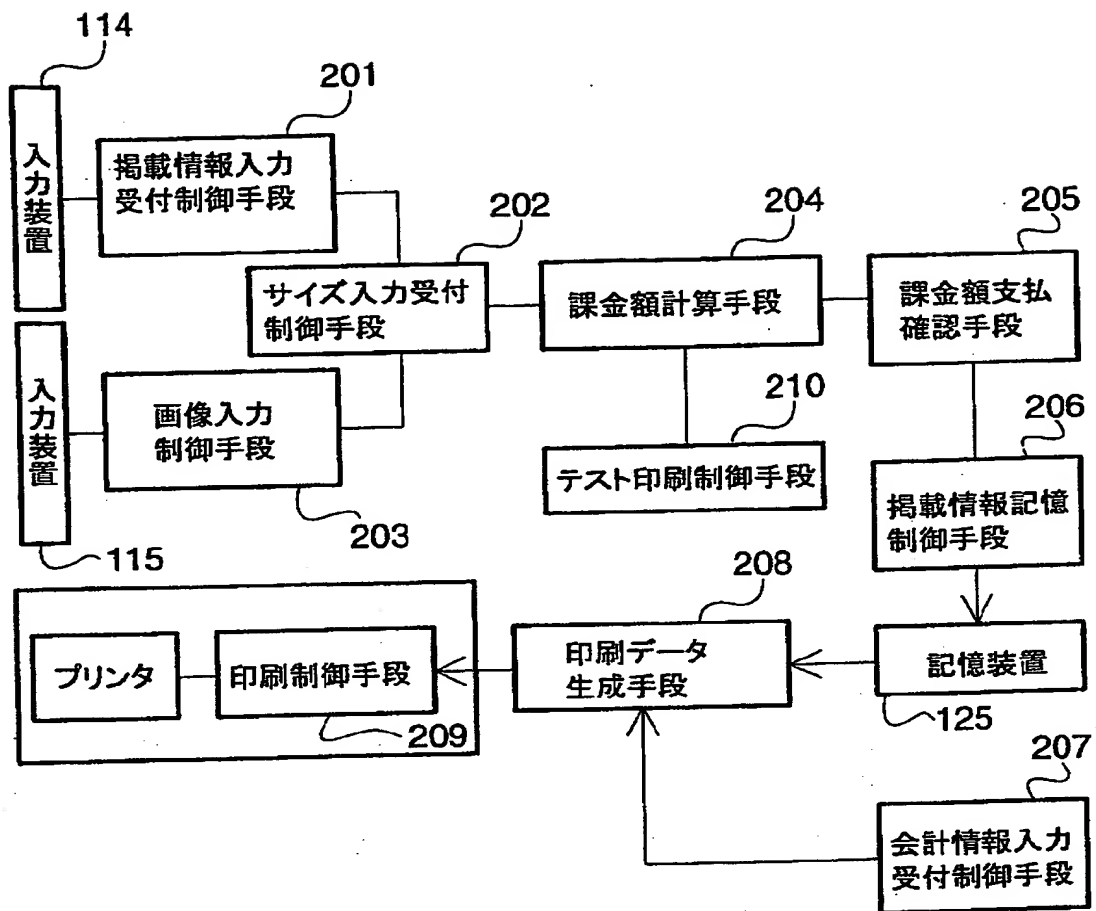 114
入力装置
201
掲載情報入力
受付制御手段
202
サイズ入力受付
制御手段
204
課金額計算手段
205
課金額支払
確認手段
入力装置
115
画像入力
制御手段
203
210
テスト印刷制御手段
206
掲載情報記憶
制御手段
プリンタ
印刷制御手段
209
208
印刷データ
生成手段
記憶装置
125
207
会計情報入力
受付制御手段